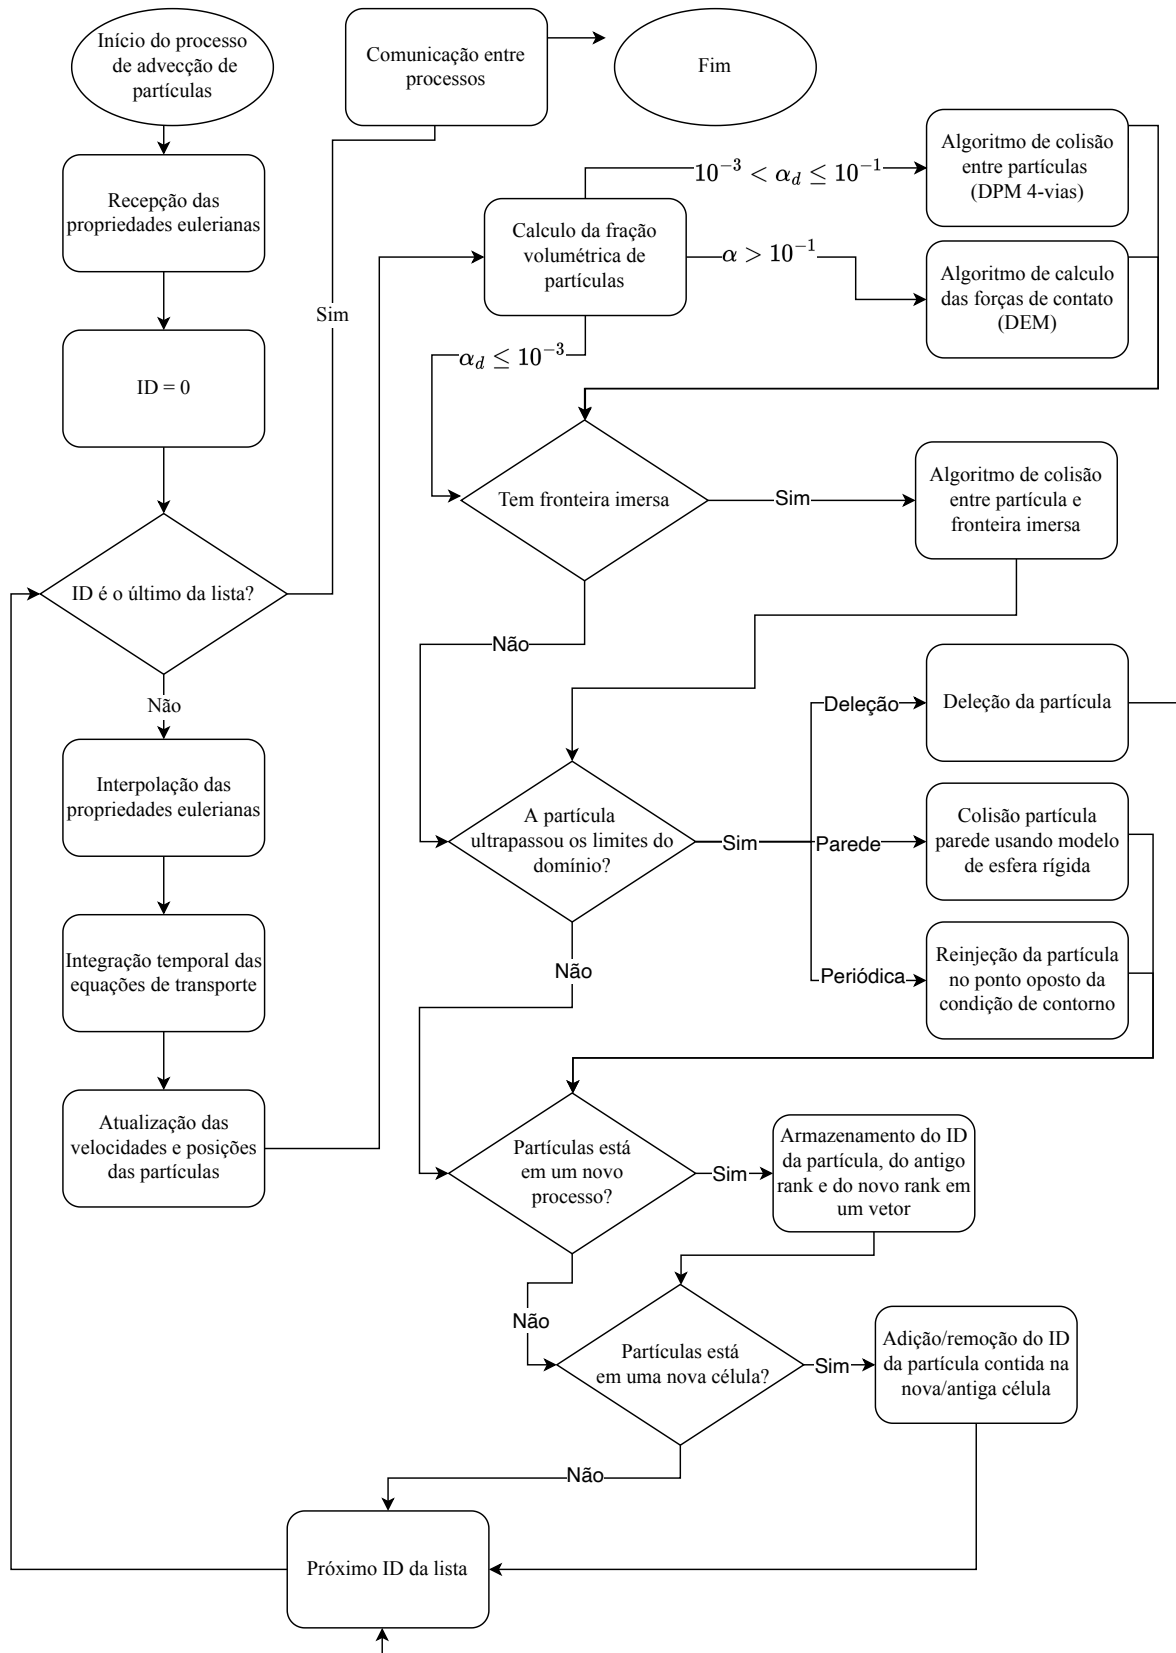 Início do processo
de advecção de
partículas
Comunicação entre
processos
Fim
Recepção das
propriedades eulerianas
ID = 0
Sim
ID é o último da lista?
Não
Interpolação das
propriedades eulerianas
Integração temporal das
equações de transporte
Atualização das
velocidades e posições
das partículas
Calculo da fração
volumétrica de
partículas
10⁻³ < α_d ≤ 10⁻¹
Algoritmo de colisão
entre partículas
(DPM 4-vias)
α > 10⁻¹
Algoritmo de calculo
das forças de contato
(DEM)
α_d ≤ 10⁻³
Tem fronteira imersa
Sim
Algoritmo de colisão
entre partícula e
fronteira imersa
Não
A partícula
ultrapassou os limites do
domínio?
Sim
Deleção
Deleção da partícula
Parede
Colisão partícula
parede usando modelo
de esfera rígida
Periódica
Reinjeção da partícula
no ponto oposto da
condição de contorno
Não
Partículas está
em um novo
processo?
Sim
Armazenamento do ID
da partícula, do antigo
rank e do novo rank em
um vetor
Não
Partículas está
em uma nova célula?
Sim
Adição/remoção do ID
da partícula contida na
nova/antiga célula
Não
Próximo ID da lista